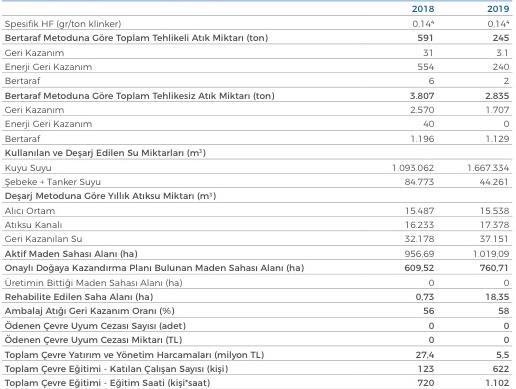 2018 2019
Spesifik HF (gr/ton klinker) 0,14⁴ 0,14⁴
Bertaraf Metoduna Göre Toplam Tehlikeli Atık Miktarı (ton) 591 245
Geri Kazanım 31 3.1
Enerji Geri Kazanım 554 240
Bertaraf 6 2
Bertaraf Metoduna Göre Toplam Tehlikesiz Atık Miktarı (ton) 3.807 2.835
Geri Kazanım 2.570 1.707
Enerji Geri Kazanım 40 0
Bertaraf 1.196 1.129
Kullanılan ve Deşarj Edilen Su Miktarları (m³)
Kuyu Suyu 1.093.062 1.667.334
Şebeke + Tanker Suyu 84.773 44.261
Deşarj Metoduna Göre Yıllık Atıksu Miktarı (m³)
Alıcı Ortam 15.487 15.538
Atıksu Kanalı 16.233 17.378
Geri Kazanılan Su 32.178 37.151
Aktif Maden Sahası Alanı (ha) 956,69 1.019,09
Onaylı Doğaya Kazandırma Planı Bulunan Maden Sahası Alanı (ha) 609,52 760,71
Üretimin Bittiği Maden Sahası Alanı (ha) 0 0
Rehabilite Edilen Saha Alanı (ha) 0,73 18,35
Ambalaj Atığı Geri Kazanım Oranı (%) 56 58
Ödenen Çevre Uyum Cezası Sayısı (adet) 0 0
Ödenen Çevre Uyum Cezası Miktarı (TL) 0 0
Toplam Çevre Yatırım ve Yönetim Harcamaları (milyon TL) 27,4 5,5
Toplam Çevre Eğitimi - Katılan Çalışan Sayısı (kişi) 123 622
Toplam Çevre Eğitimi - Eğitim Saati (kişi*saat) 720 1.102